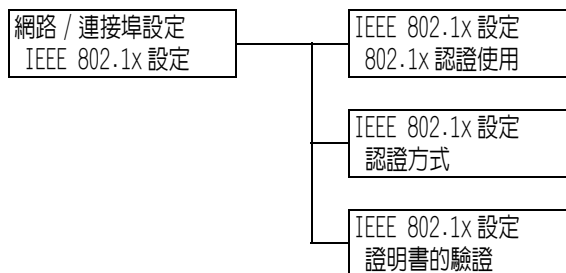 網路 / 連接埠設定
IEEE 802.1x 設定
IEEE 802.1x 設定
802.1x 認證使用
IEEE 802.1x 設定
認證方式
IEEE 802.1x 設定
證明書的驗證